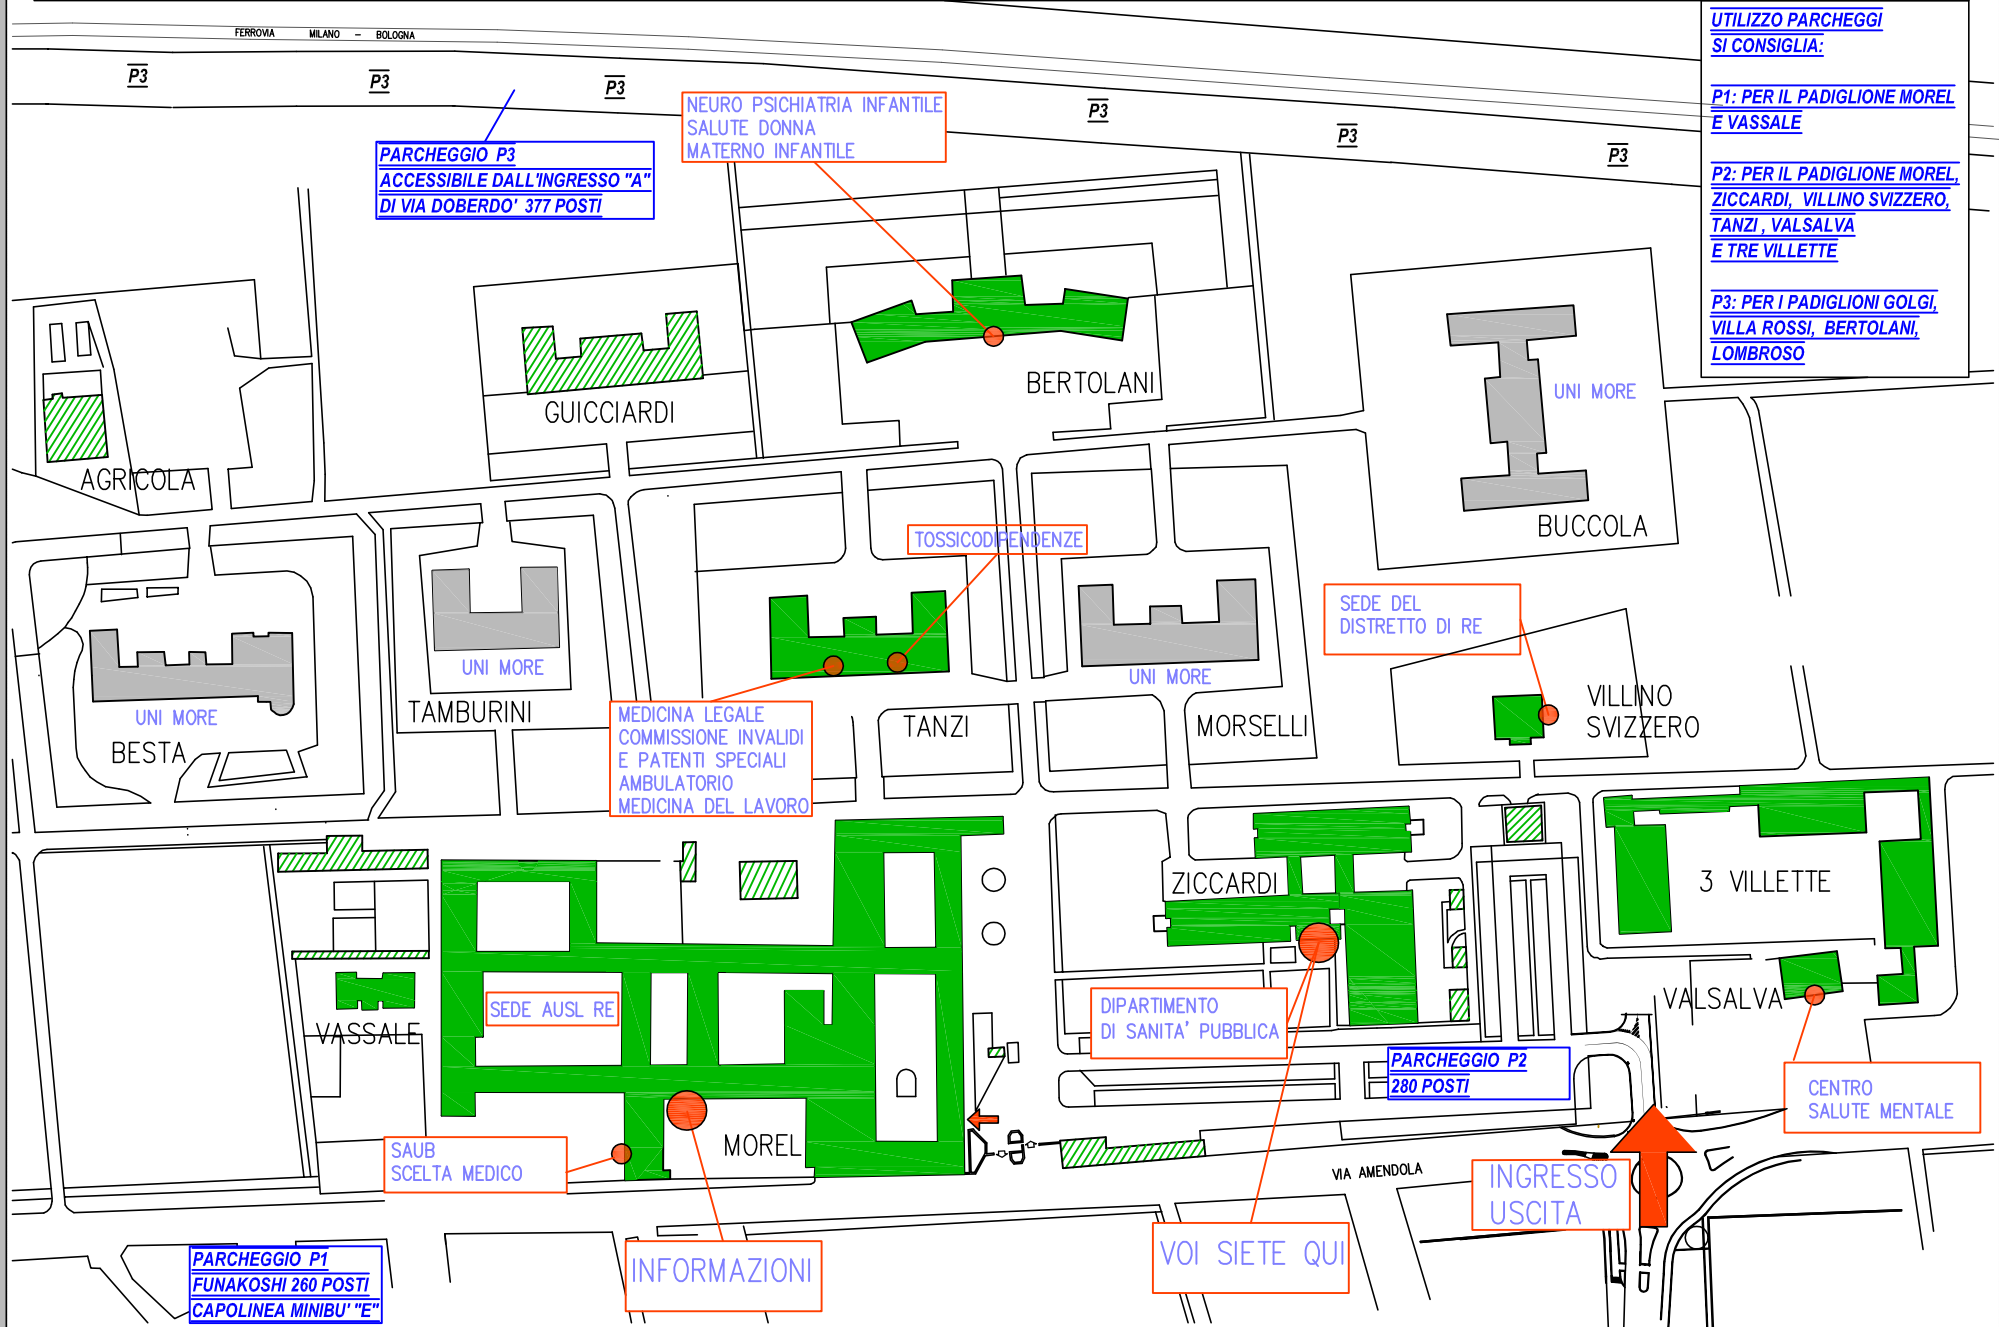 FERROVIA MILANO - BOLOGNA
P3
P3
P3
P3
P3
P3
UTILIZZO PARCHEGGI
SI CONSIGLIA:
P1: PER IL PADIGLIONE MOREL
E VASSALE
P2: PER IL PADIGLIONE MOREL,
ZICCARDI, VILLINO SVIZZERO,
TANZI , VALSALVA
E TRE VILLETTE
P3: PER I PADIGLIONI GOLGI,
VILLA ROSSI, BERTOLANI,
LOMBROSO
PARCHEGGIO P3
ACCESSIBILE DALL'INGRESSO "A"
DI VIA DOBERDO' 377 POSTI
NEURO PSICHIATRIA INFANTILE
SALUTE DONNA
MATERNO INFANTILE
BERTOLANI
GUICCIARDI
UNI MORE
AGRICOLA
BUCCOLA
TOSSICODIPENDENZE
SEDE DEL
DISTRETTO DI RE
UNI MORE
UNI MORE
UNI MORE
TAMBURINI
BESTA
MEDICINA LEGALE
COMMISSIONE INVALIDI
E PATENTI SPECIALI
AMBULATORIO
MEDICINA DEL LAVORO
TANZI
MORSELLI
VILLINO
SVIZZERO
ZICCARDI
3 VILLETTE
SEDE AUSL RE
VASSALE
DIPARTIMENTO
DI SANITA' PUBBLICA
VALSALVA
PARCHEGGIO P2
280 POSTI
CENTRO
SALUTE MENTALE
MOREL
SAUB
SCELTA MEDICO
VIA AMENDOLA
INGRESSO
USCITA
INFORMAZIONI
VOI SIETE QUI
PARCHEGGIO P1
FUNAKOSHI 260 POSTI
CAPOLINEA MINIBU' "E"